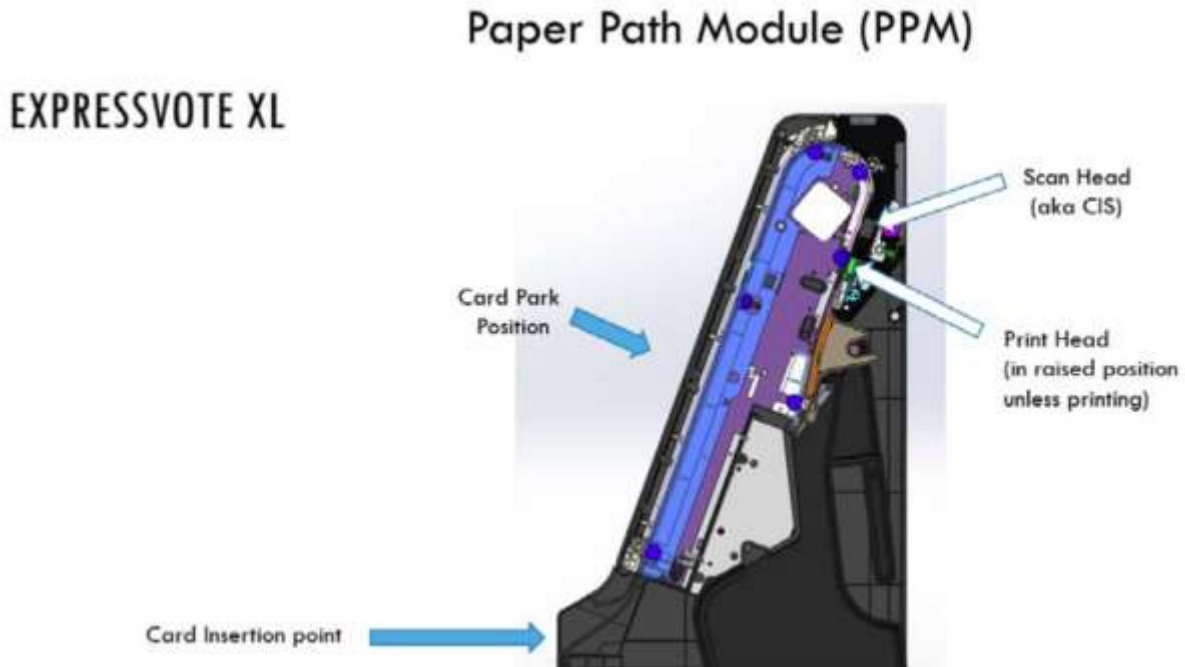 Paper Path Module (PPM)
EXPRESSVOTE XL
Scan Head
(aka CIS)
Card Park
Position
Print Head
(in raised position
unless printing)
Card Insertion point